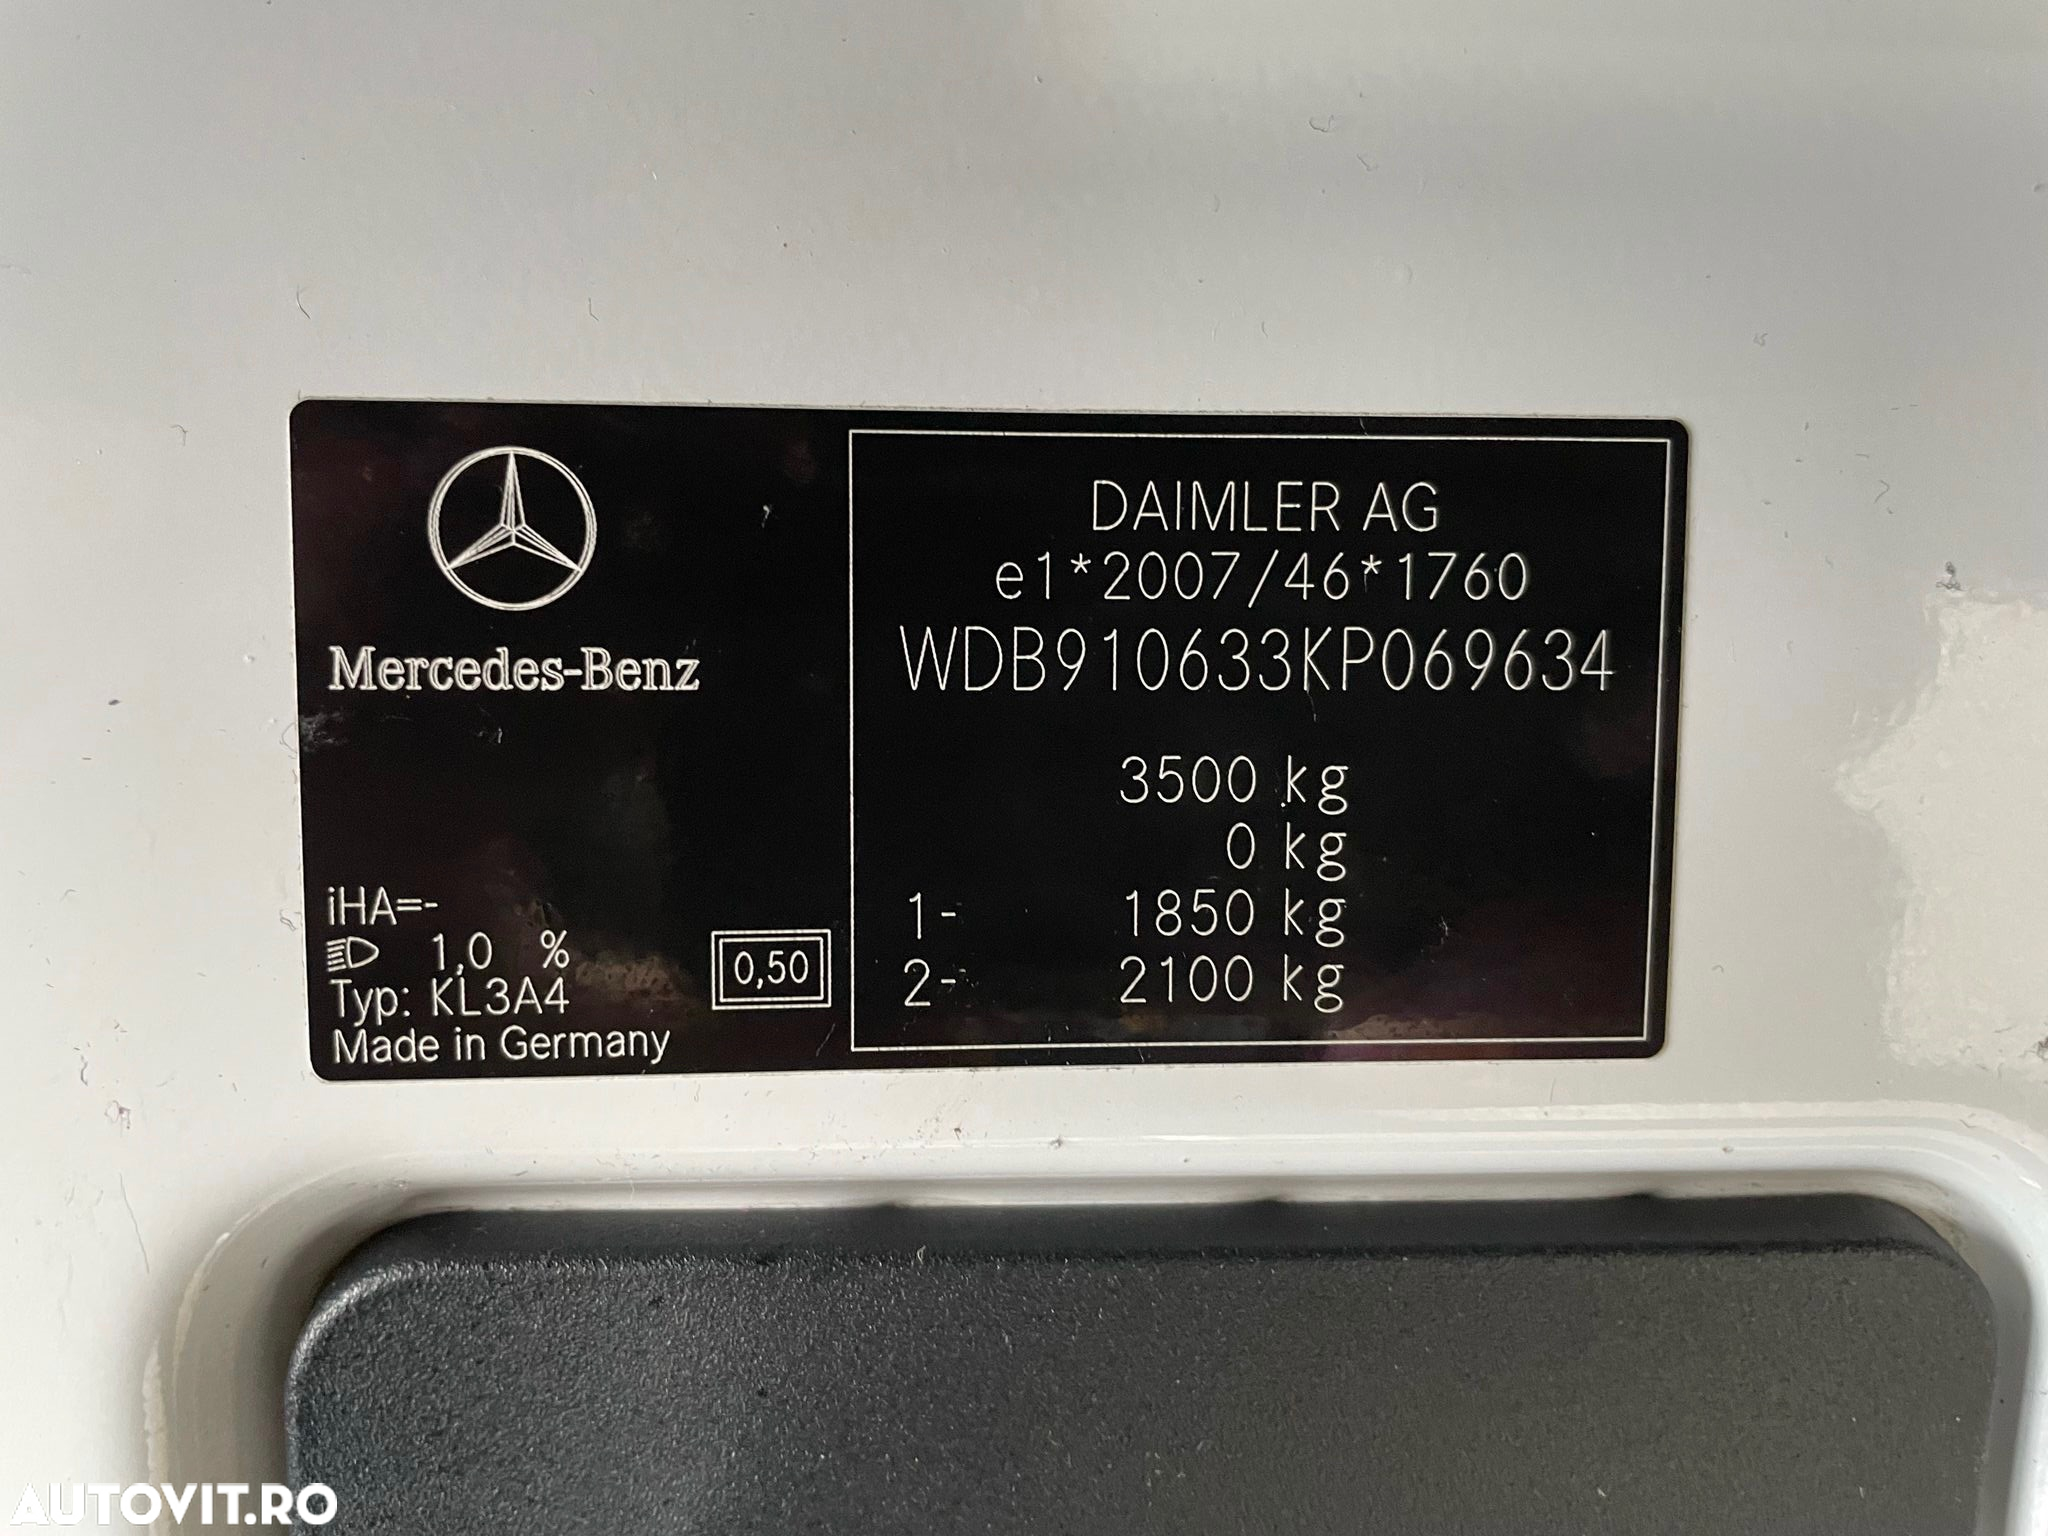 Mercedes-Benz
iHA=-
1,0 %
Typ: KL3A4
Made in Germany
0,50
DAIMLER AG
e1*2007/46*1760
WDB910633KP069634
3500 kg
0 kg
1- 1850 kg
2- 2100 kg
AUTOVIT.RO